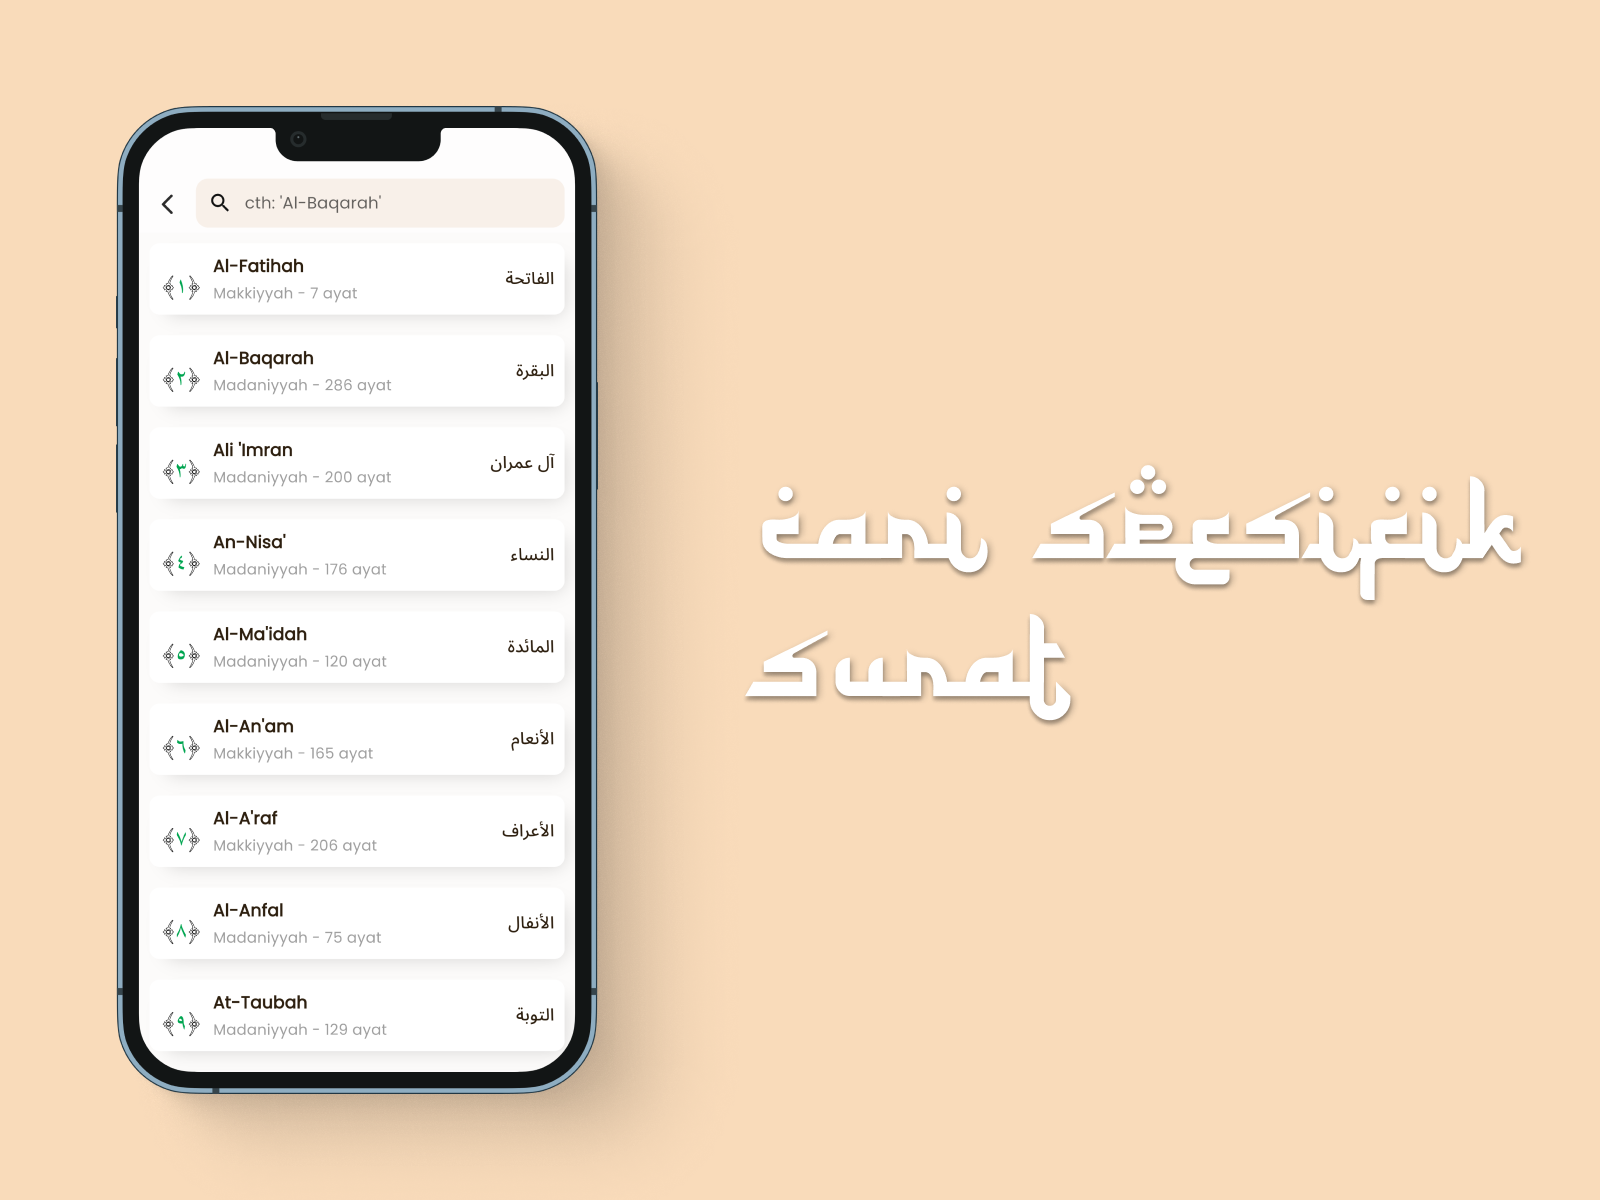 cth: 'Al-Baqarah'
Al-Fatihah
﴿١﴾
Makkiyyah - 7 ayat
الفاتحة
Al-Baqarah
﴿٢﴾
Madaniyyah - 286 ayat
البقرة
Ali 'Imran
﴿٣﴾
Madaniyyah - 200 ayat
آل عمران
An-Nisa'
﴿٤﴾
Madaniyyah - 176 ayat
النساء
Al-Ma'idah
﴿٥﴾
Madaniyyah - 120 ayat
المائدة
Al-An'am
﴿٦﴾
Makkiyyah - 165 ayat
الأنعام
Al-A'raf
﴿٧﴾
Makkiyyah - 206 ayat
الأعراف
Al-Anfal
﴿٨﴾
Madaniyyah - 75 ayat
الأنفال
At-Taubah
﴿٩﴾
Madaniyyah - 129 ayat
التوبة
cari spesifik
surat